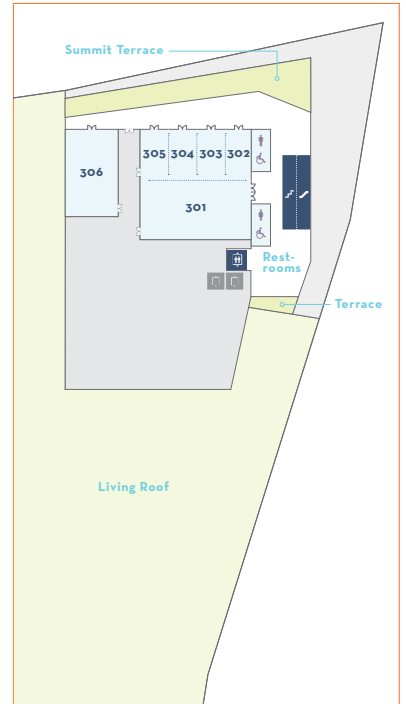 Summit Terrace
305 304 303 302
306
301
Rest-
rooms
Terrace
Living Roof